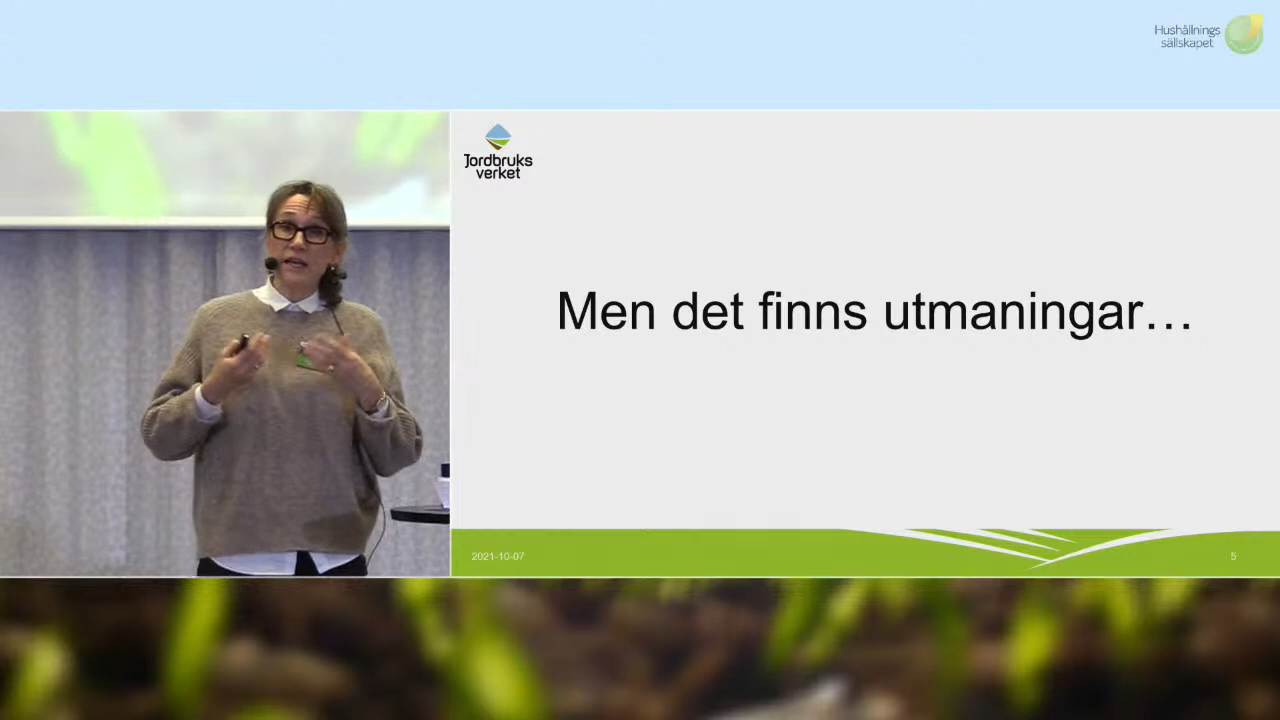 Hushållnings
sällskapet
Jordbruks
verket
Men det finns utmaningar…
2021-10-07
5